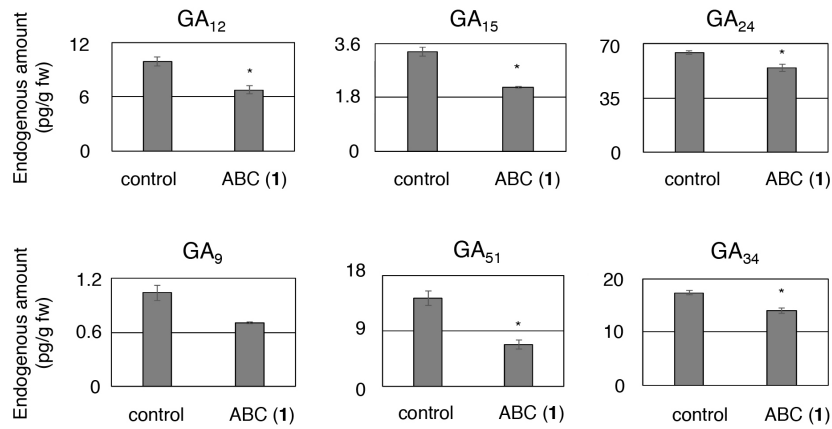 GA12 GA15 GA24
Endogenous amount
(pg/g fw)
12
6
0
*
control ABC (1)
3.6
1.8
0
*
control ABC (1)
70
35
0
*
control ABC (1)
GA9 GA51 GA34
Endogenous amount
(pg/g fw)
1.2
0.6
0
control ABC (1)
18
9
0
*
control ABC (1)
20
10
0
*
control ABC (1)